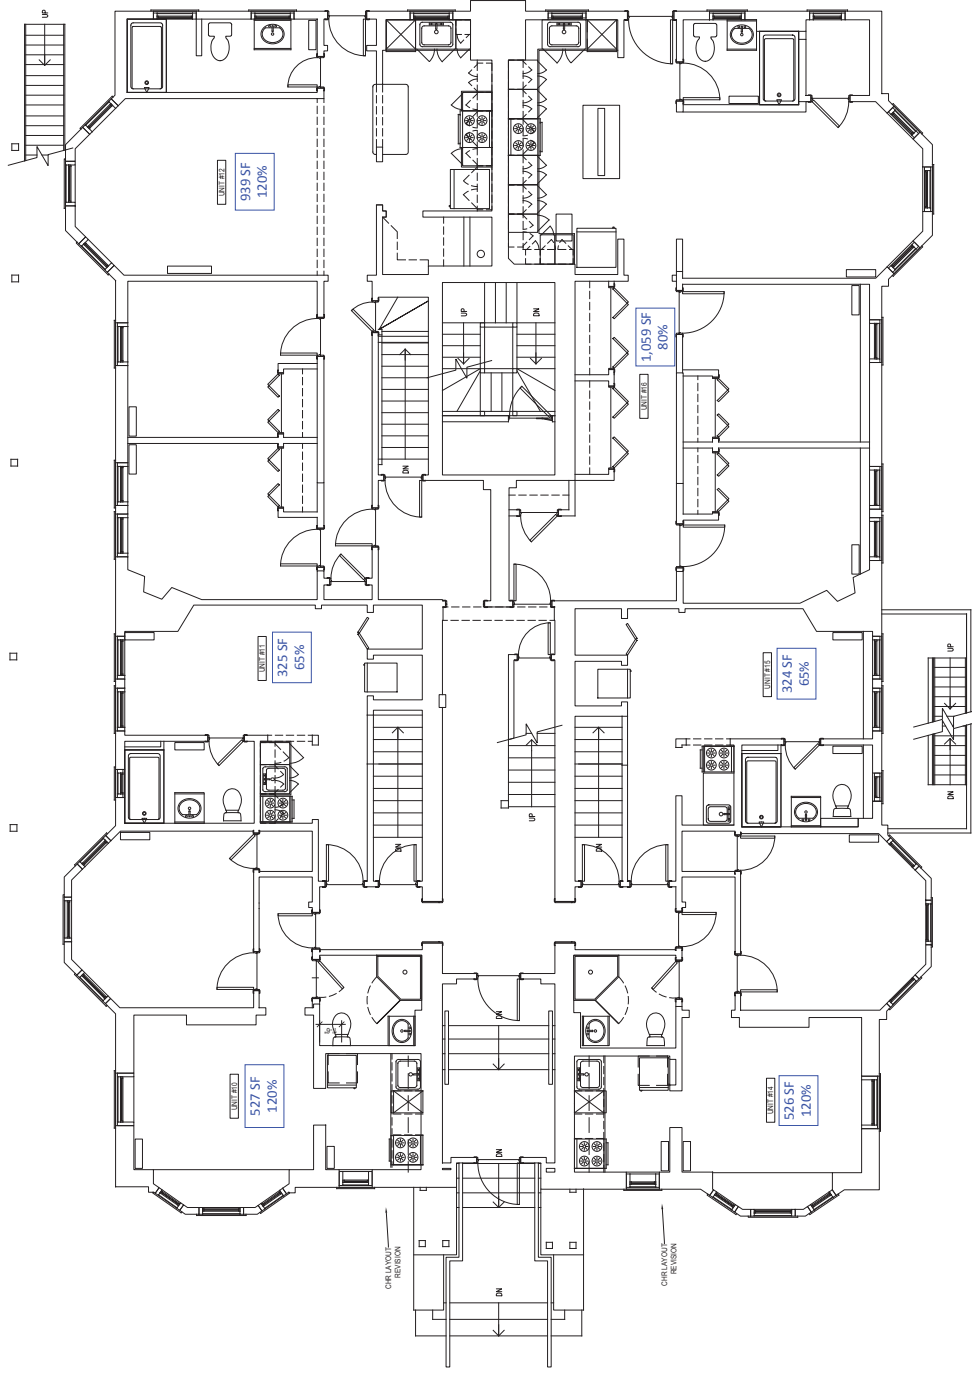 UP
UNIT #12
939 SF
120%
UP
DN
1,059 SF
80%
UNIT #16
DN
UNIT #11
325 SF
65%
UNIT #15
324 SF
65%
UP
DN
UP
DN
DN
DN
UNIT #10
527 SF
120%
UNIT #14
526 SF
120%
DN
CHR LAYOUT
REVISION
CHR LAYOUT
REVISION
DN